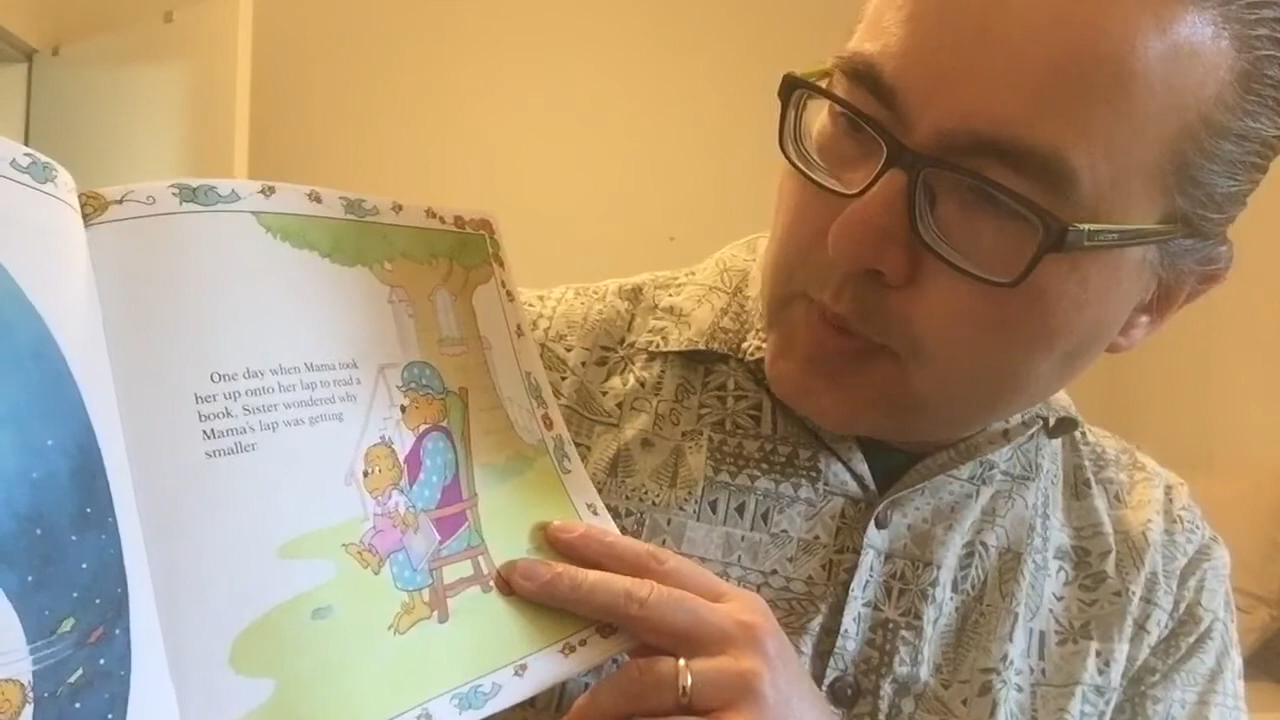 One day when Mama took
her up onto her lap to read a
book, Sister wondered why
Mama's lap was getting
smaller.